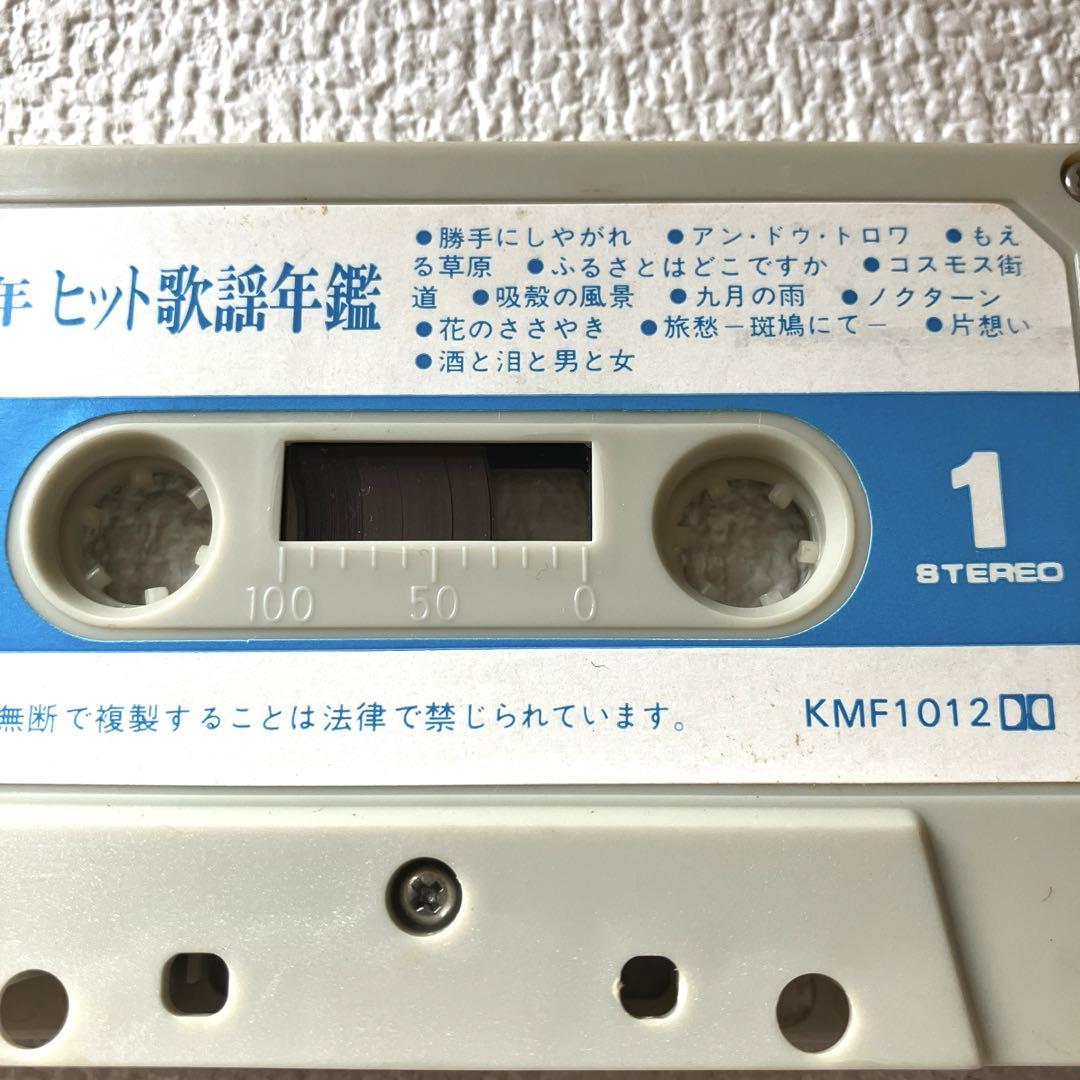 年 ヒット歌謡年鑑
●勝手にしやがれ ●アン・ドゥ・トロワ ●もえ
る草原 ●ふるさとはどこですか ●コスモス街
道 ●吸殻の風景 ●九月の雨 ●ノクターン
●花のささやき ●旅愁－斑鳩にて－ ●片想い
●酒と泪と男と女
1
STEREO
100 50 0
無断で複製することは法律で禁じられています。
KMF1012